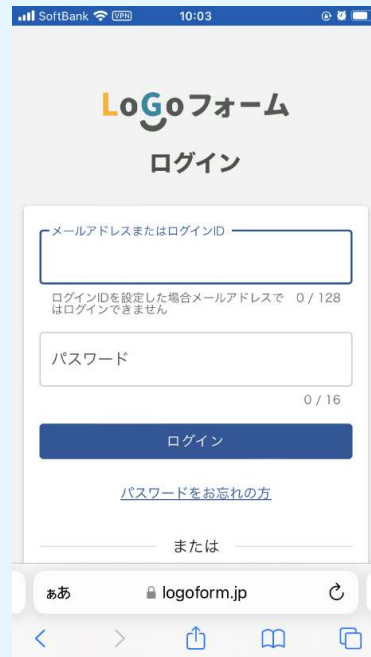 SoftBank VPN 10:03
LoGoフォーム
ログイン
メールアドレスまたはログインID
ログインIDを設定した場合メールアドレスで 0 / 128
はログインできません
パスワード
0 / 16
ログイン
パスワードをお忘れの方
または
ぁあ logoform.jp